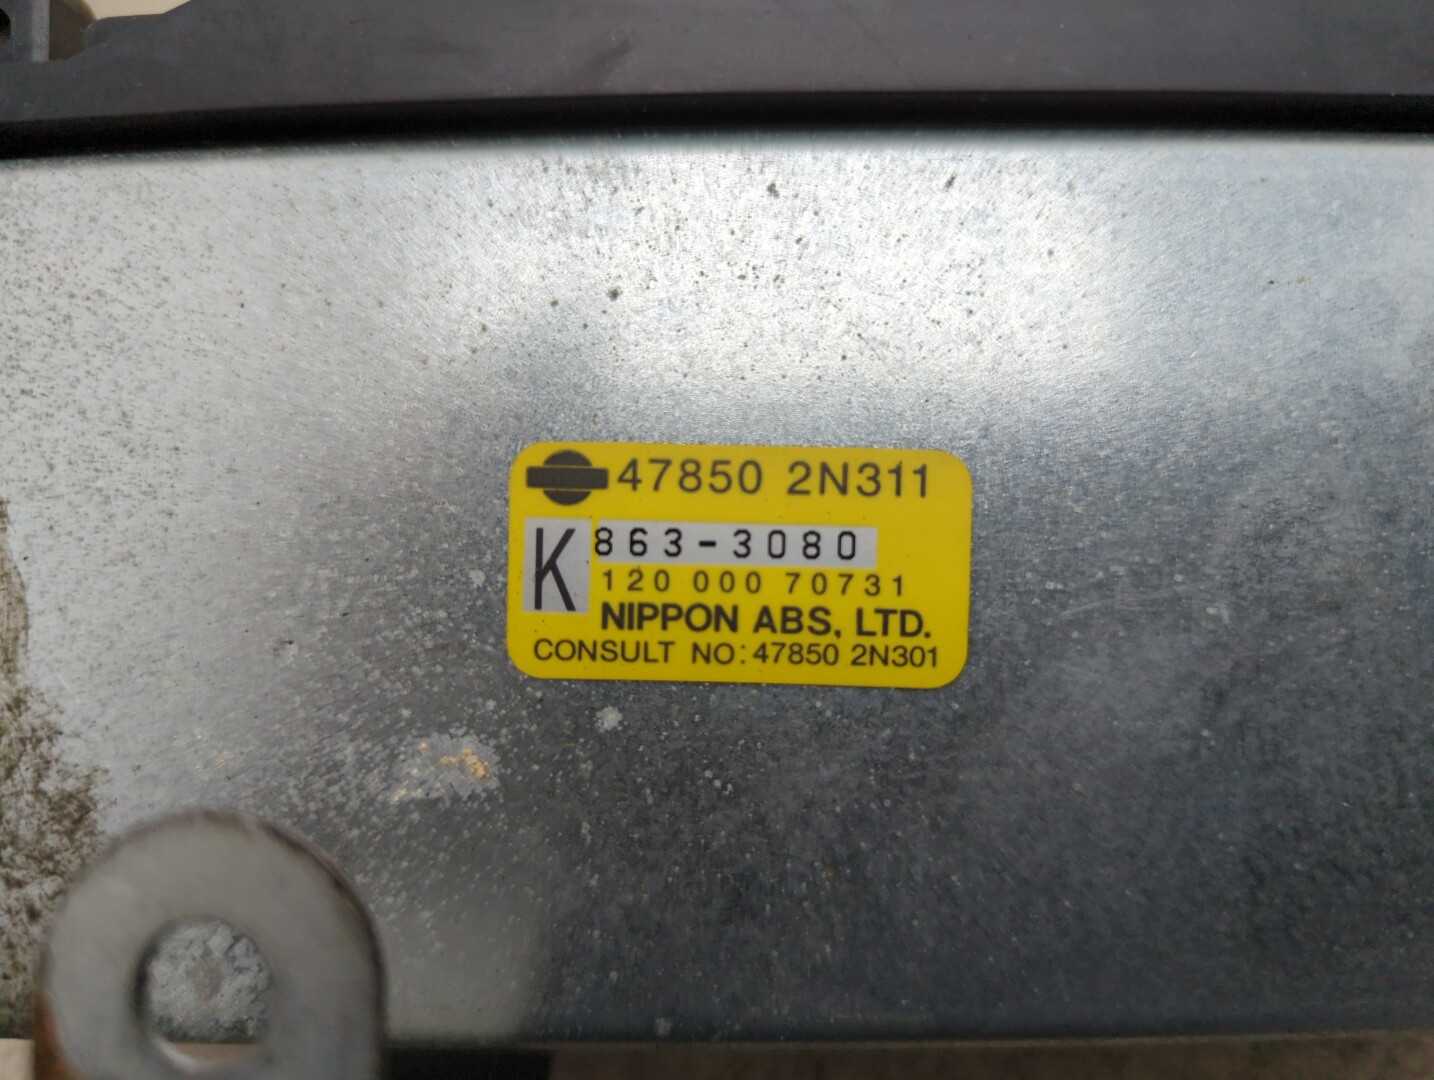 47850 2N311
K 863-3080
120 000 70731
NIPPON ABS, LTD.
CONSULT NO: 47850 2N301